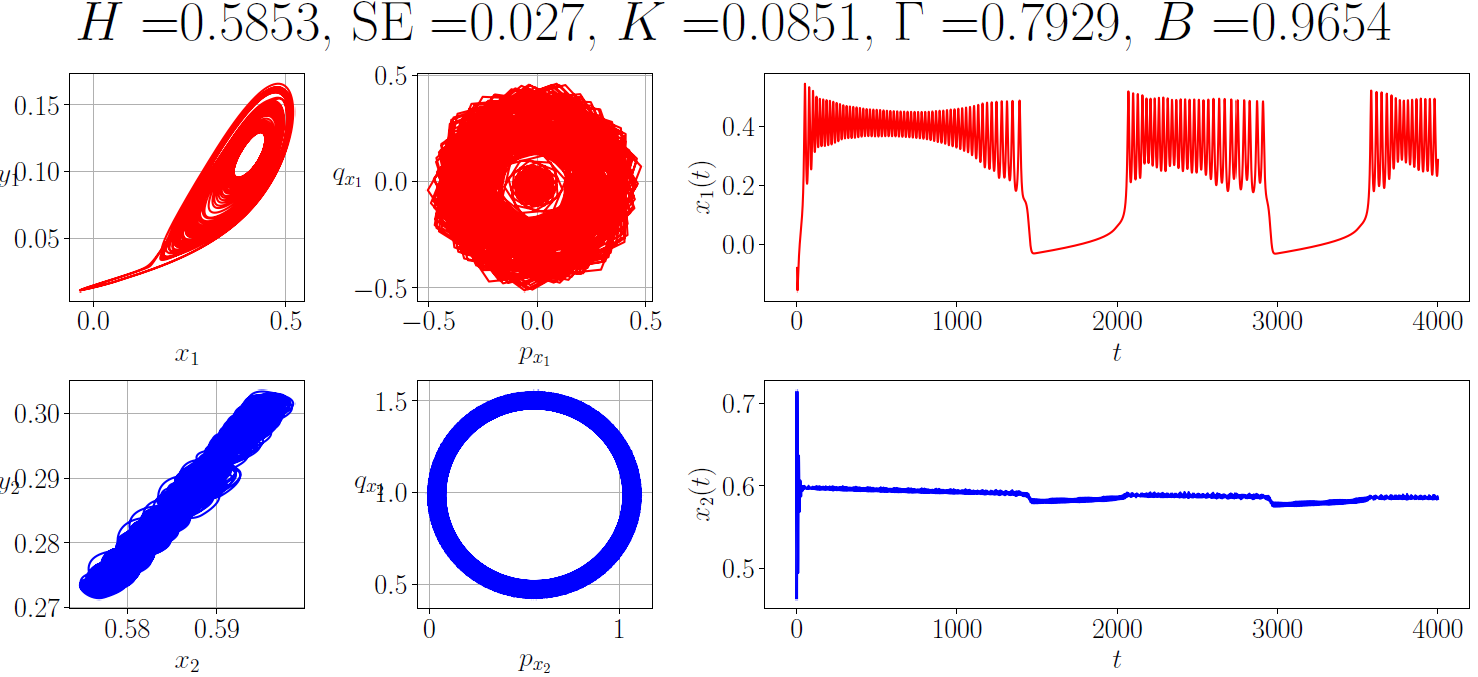 H =0.5853, SE =0.027, K =0.0851, Γ =0.7929, B =0.9654
0.15
y₁0.10
0.05
0.0 0.5
x₁
0.5
qₓ₁ 0.0
−0.5
−0.5 0.0 0.5
pₓ₁
0.4
x₁(t) 0.2
0.0
0 1000 2000 3000 4000
t
0.30
y₂0.29
0.28
0.27
0.58 0.59
x₂
1.5
qₓ₂ 1.0
0.5
0 1
pₓ₂
0.7
x₂(t) 0.6
0.5
0 1000 2000 3000 4000
t